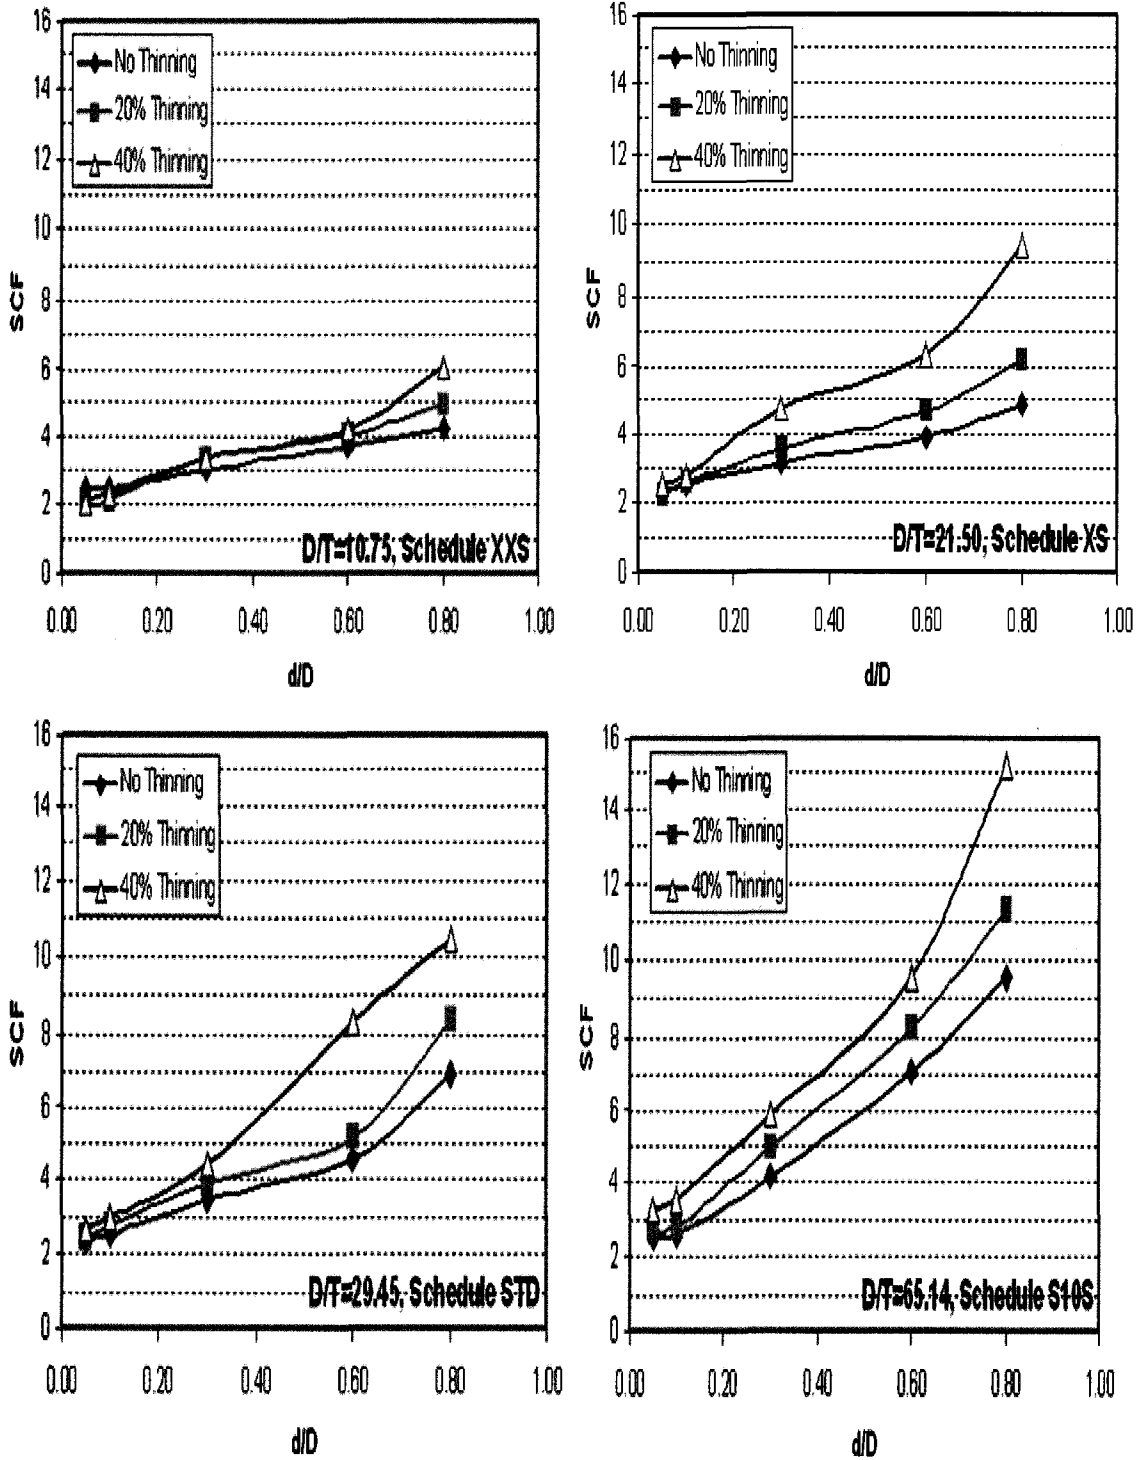 16
14
12
10
8
6
4
2
0
SCF
No Thinning
20% Thinning
40% Thinning
D/T=10.75, Schedule XXS
0.00 0.20 0.40 0.60 0.80 1.00
d/D
16
14
12
10
8
6
4
2
0
SCF
No Thinning
20% Thinning
40% Thinning
D/T=21.50, Schedule XS
0.00 0.20 0.40 0.60 0.80 1.00
d/D
16
14
12
10
8
6
4
2
0
SCF
No Thinning
20% Thinning
40% Thinning
D/T=29.45, Schedule STD
0.00 0.20 0.40 0.60 0.80 1.00
d/D
16
14
12
10
8
6
4
2
0
SCF
No Thinning
20% Thinning
40% Thinning
D/T=65.14, Schedule S10S
0.00 0.20 0.40 0.60 0.80 1.00
d/D